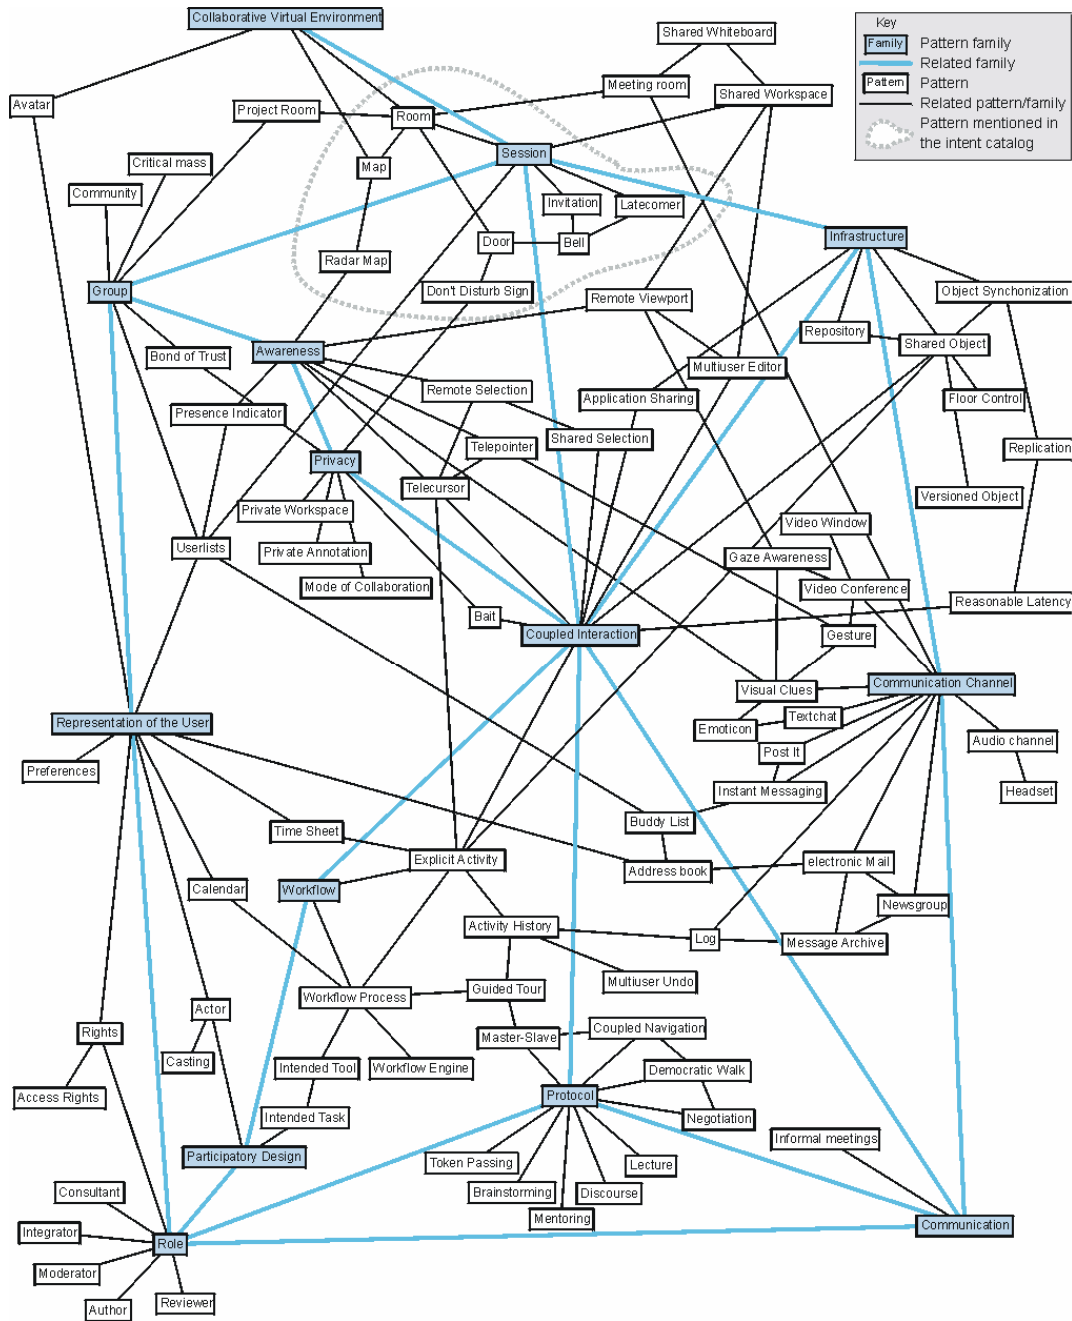 Collaborative Virtual Environment
Key
Family
Pattern family
Related family
Pattern
Pattern
Related pattern/family
Pattern mentioned in
the intent catalog
Shared Whiteboard
Meeting room
Shared Workspace
Avatar
Project Room
Room
Session
Map
Critical mass
Community
Invitation
Latecomer
Door
Bell
Infrastructure
Radar Map
Group
Don't Disturb Sign
Remote Viewport
Object Synchonization
Repository
Shared Object
Bond of Trust
Awareness
Multiuser Editor
Remote Selection
Application Sharing
Floor Control
Presence Indicator
Shared Selection
Telepointer
Replication
Privacy
Telecursor
Private Workspace
Versioned Object
Video Window
Userlists
Private Annotation
Gaze Awareness
Mode of Collaboration
Video Conference
Reasonable Latency
Bait
Coupled Interaction
Gesture
Visual Clues
Communication Channel
Representation of the User
Textchat
Emoticon
Audio channel
Post It
Preferences
Instant Messaging
Headset
Buddy List
Time Sheet
Explicit Activity
Address book
electronic Mail
Calendar
Workflow
Newsgroup
Activity History
Log
Message Archive
Multiuser Undo
Guided Tour
Workflow Process
Actor
Rights
Master-Slave
Coupled Navigation
Casting
Intended Tool
Workflow Engine
Democratic Walk
Access Rights
Protocol
Intended Task
Negotiation
Informal meetings
Participatory Design
Token Passing
Lecture
Consultant
Brainstorming
Discourse
Mentoring
Integrator
Role
Communication
Moderator
Author
Reviewer